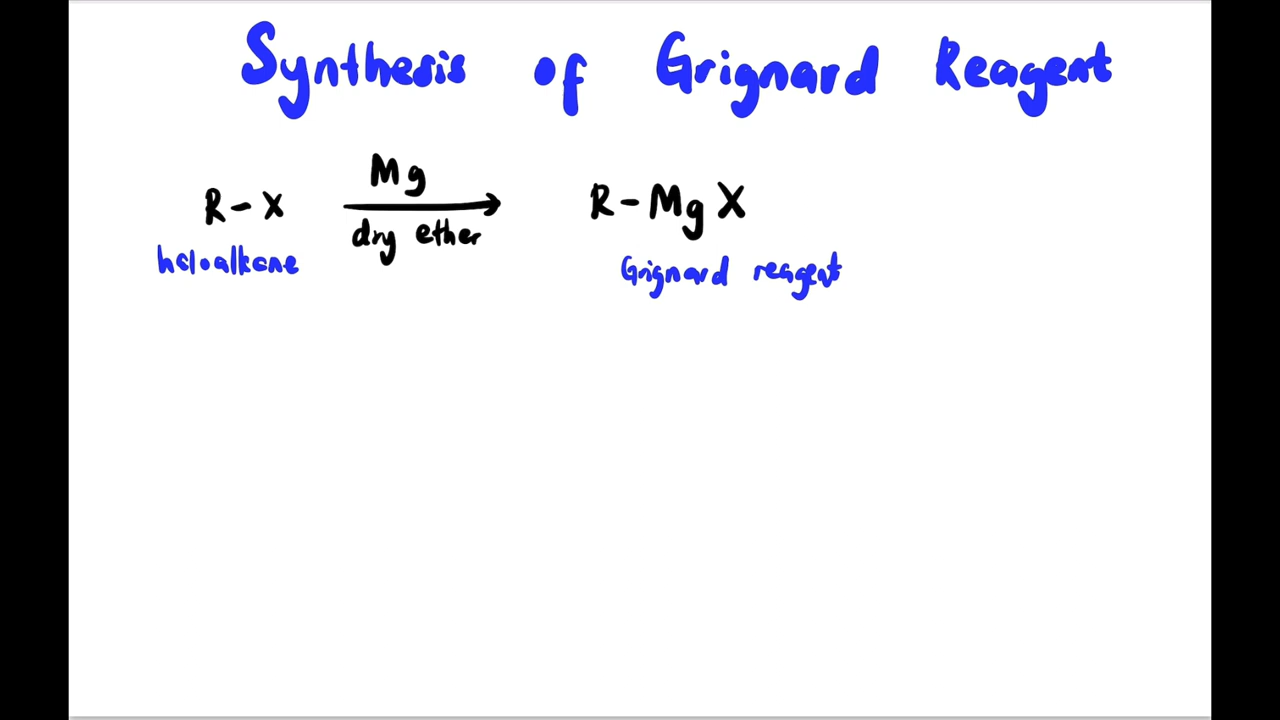 Synthesis of Grignard Reagent
R - X Mg R - MgX
dry ether
haloalkane Grignard reagent